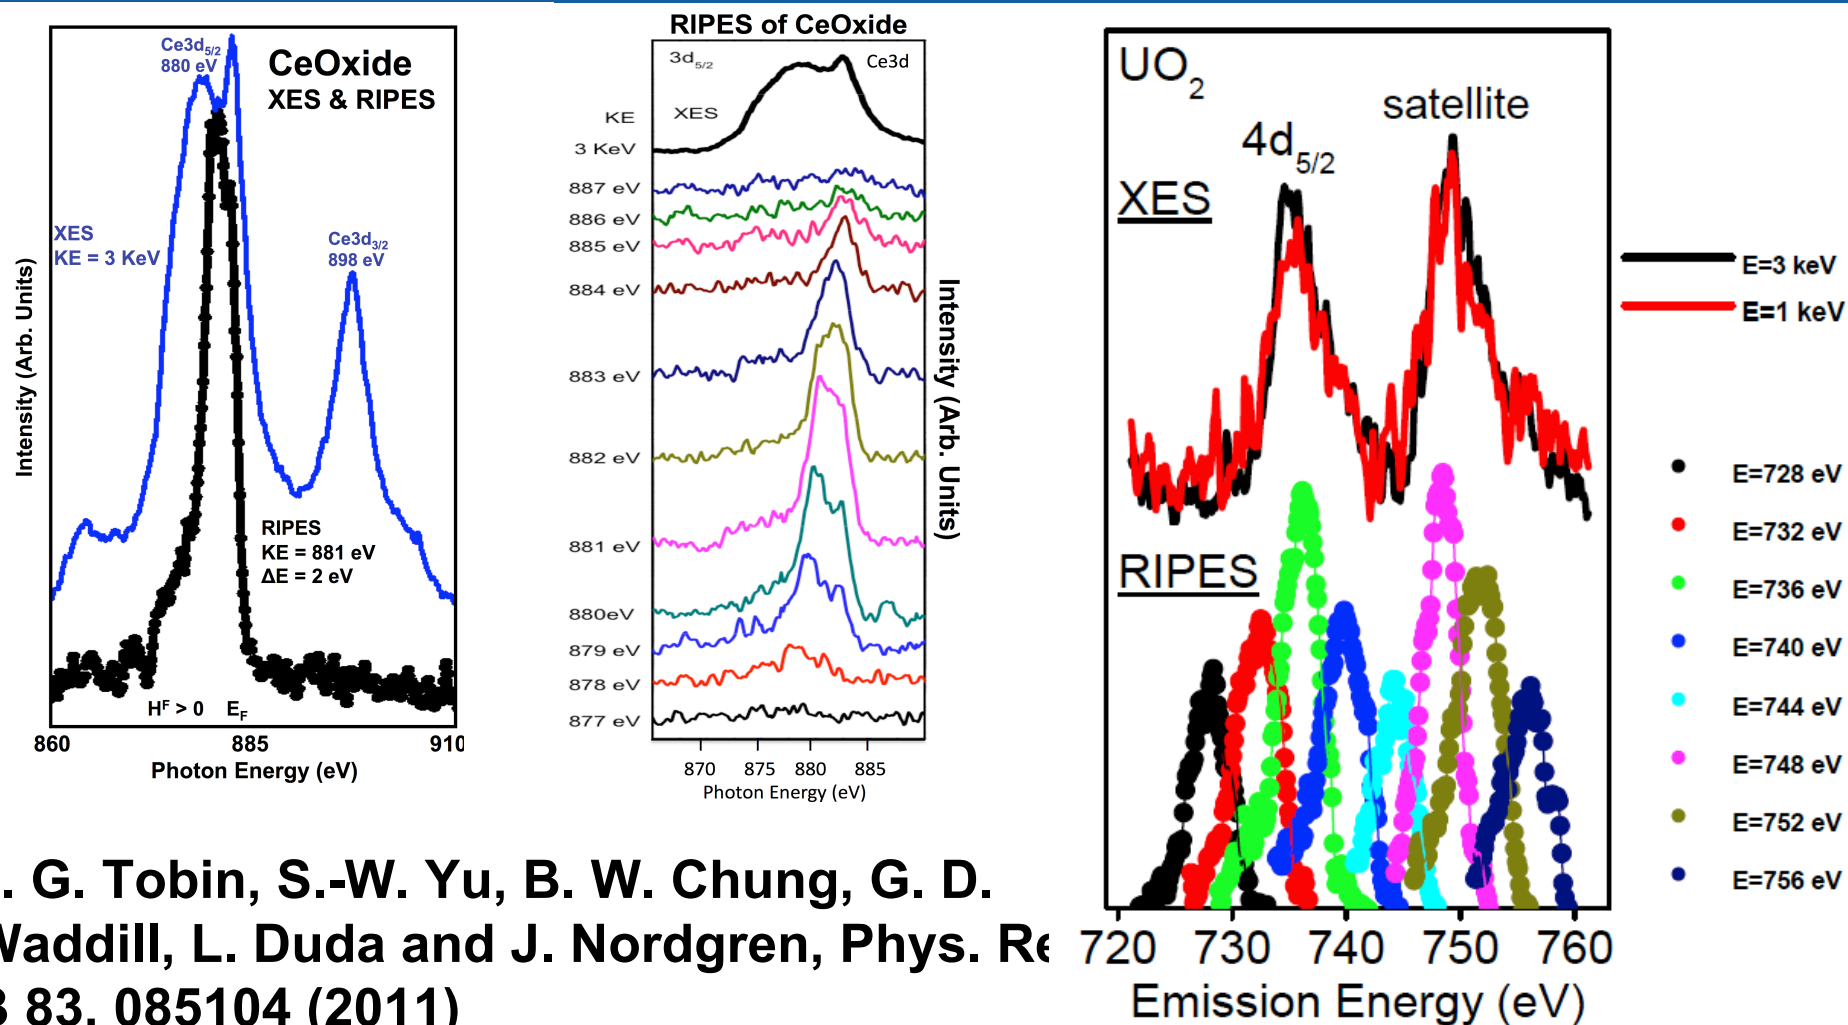 Ce3d5/2
880 eV
CeOxide
XES & RIPES
XES
KE = 3 KeV
Ce3d3/2
898 eV
RIPES
KE = 881 eV
ΔE = 2 eV
HF > 0 EF
Intensity (Arb. Units)
860 885 910
Photon Energy (eV)
RIPES of CeOxide
3d5/2 Ce3d
KE XES
3 KeV
887 eV
886 eV
885 eV
884 eV
883 eV
882 eV
881 eV
880eV
879 eV
878 eV
877 eV
Intensity (Arb. Units)
870 875 880 885
Photon Energy (eV)
UO2
satellite
4d5/2
XES
RIPES
E=3 keV
E=1 keV
E=728 eV
E=732 eV
E=736 eV
E=740 eV
E=744 eV
E=748 eV
E=752 eV
E=756 eV
720 730 740 750 760
Emission Energy (eV)
. G. Tobin, S.-W. Yu, B. W. Chung, G. D.
Waddill, L. Duda and J. Nordgren, Phys. Re
B 83, 085104 (2011)